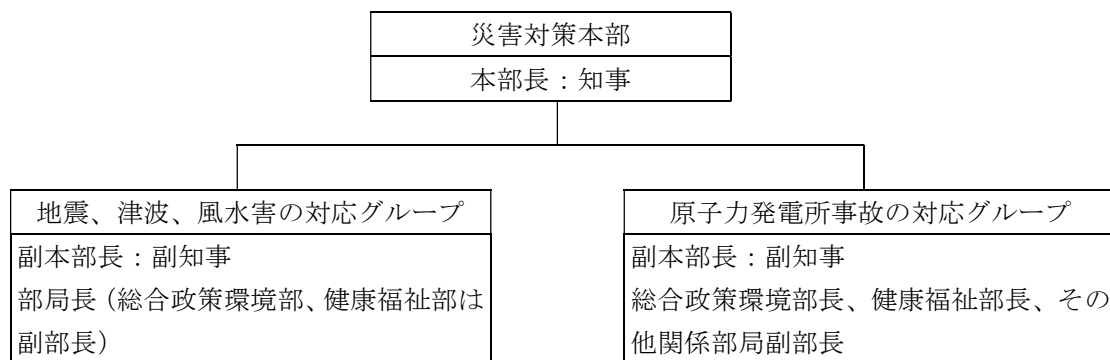 災害対策本部
本部長：知事
地震、津波、風水害の対応グループ
副本部長：副知事
部局長（総合政策環境部、健康福祉部は
副部長）
原子力発電所事故の対応グループ
副本部長：副知事
総合政策環境部長、健康福祉部長、その
他関係部局副部長